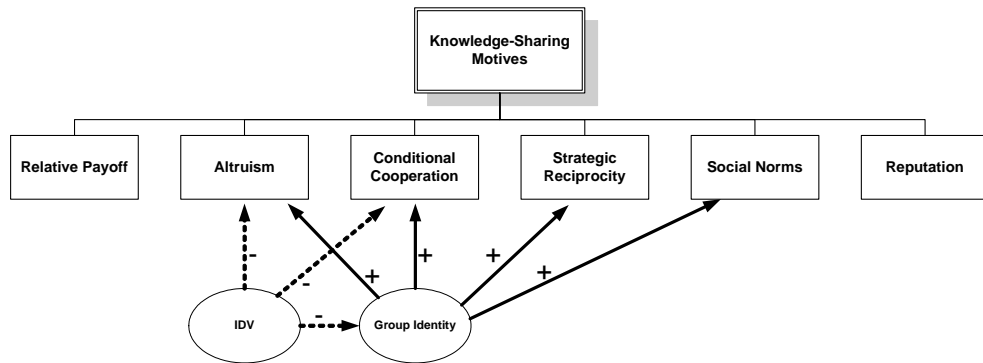 Knowledge-Sharing
Motives
Relative Payoff
Altruism
Conditional
Cooperation
Strategic
Reciprocity
Social Norms
Reputation
-
-
+
+
+
+
-
IDV
Group Identity